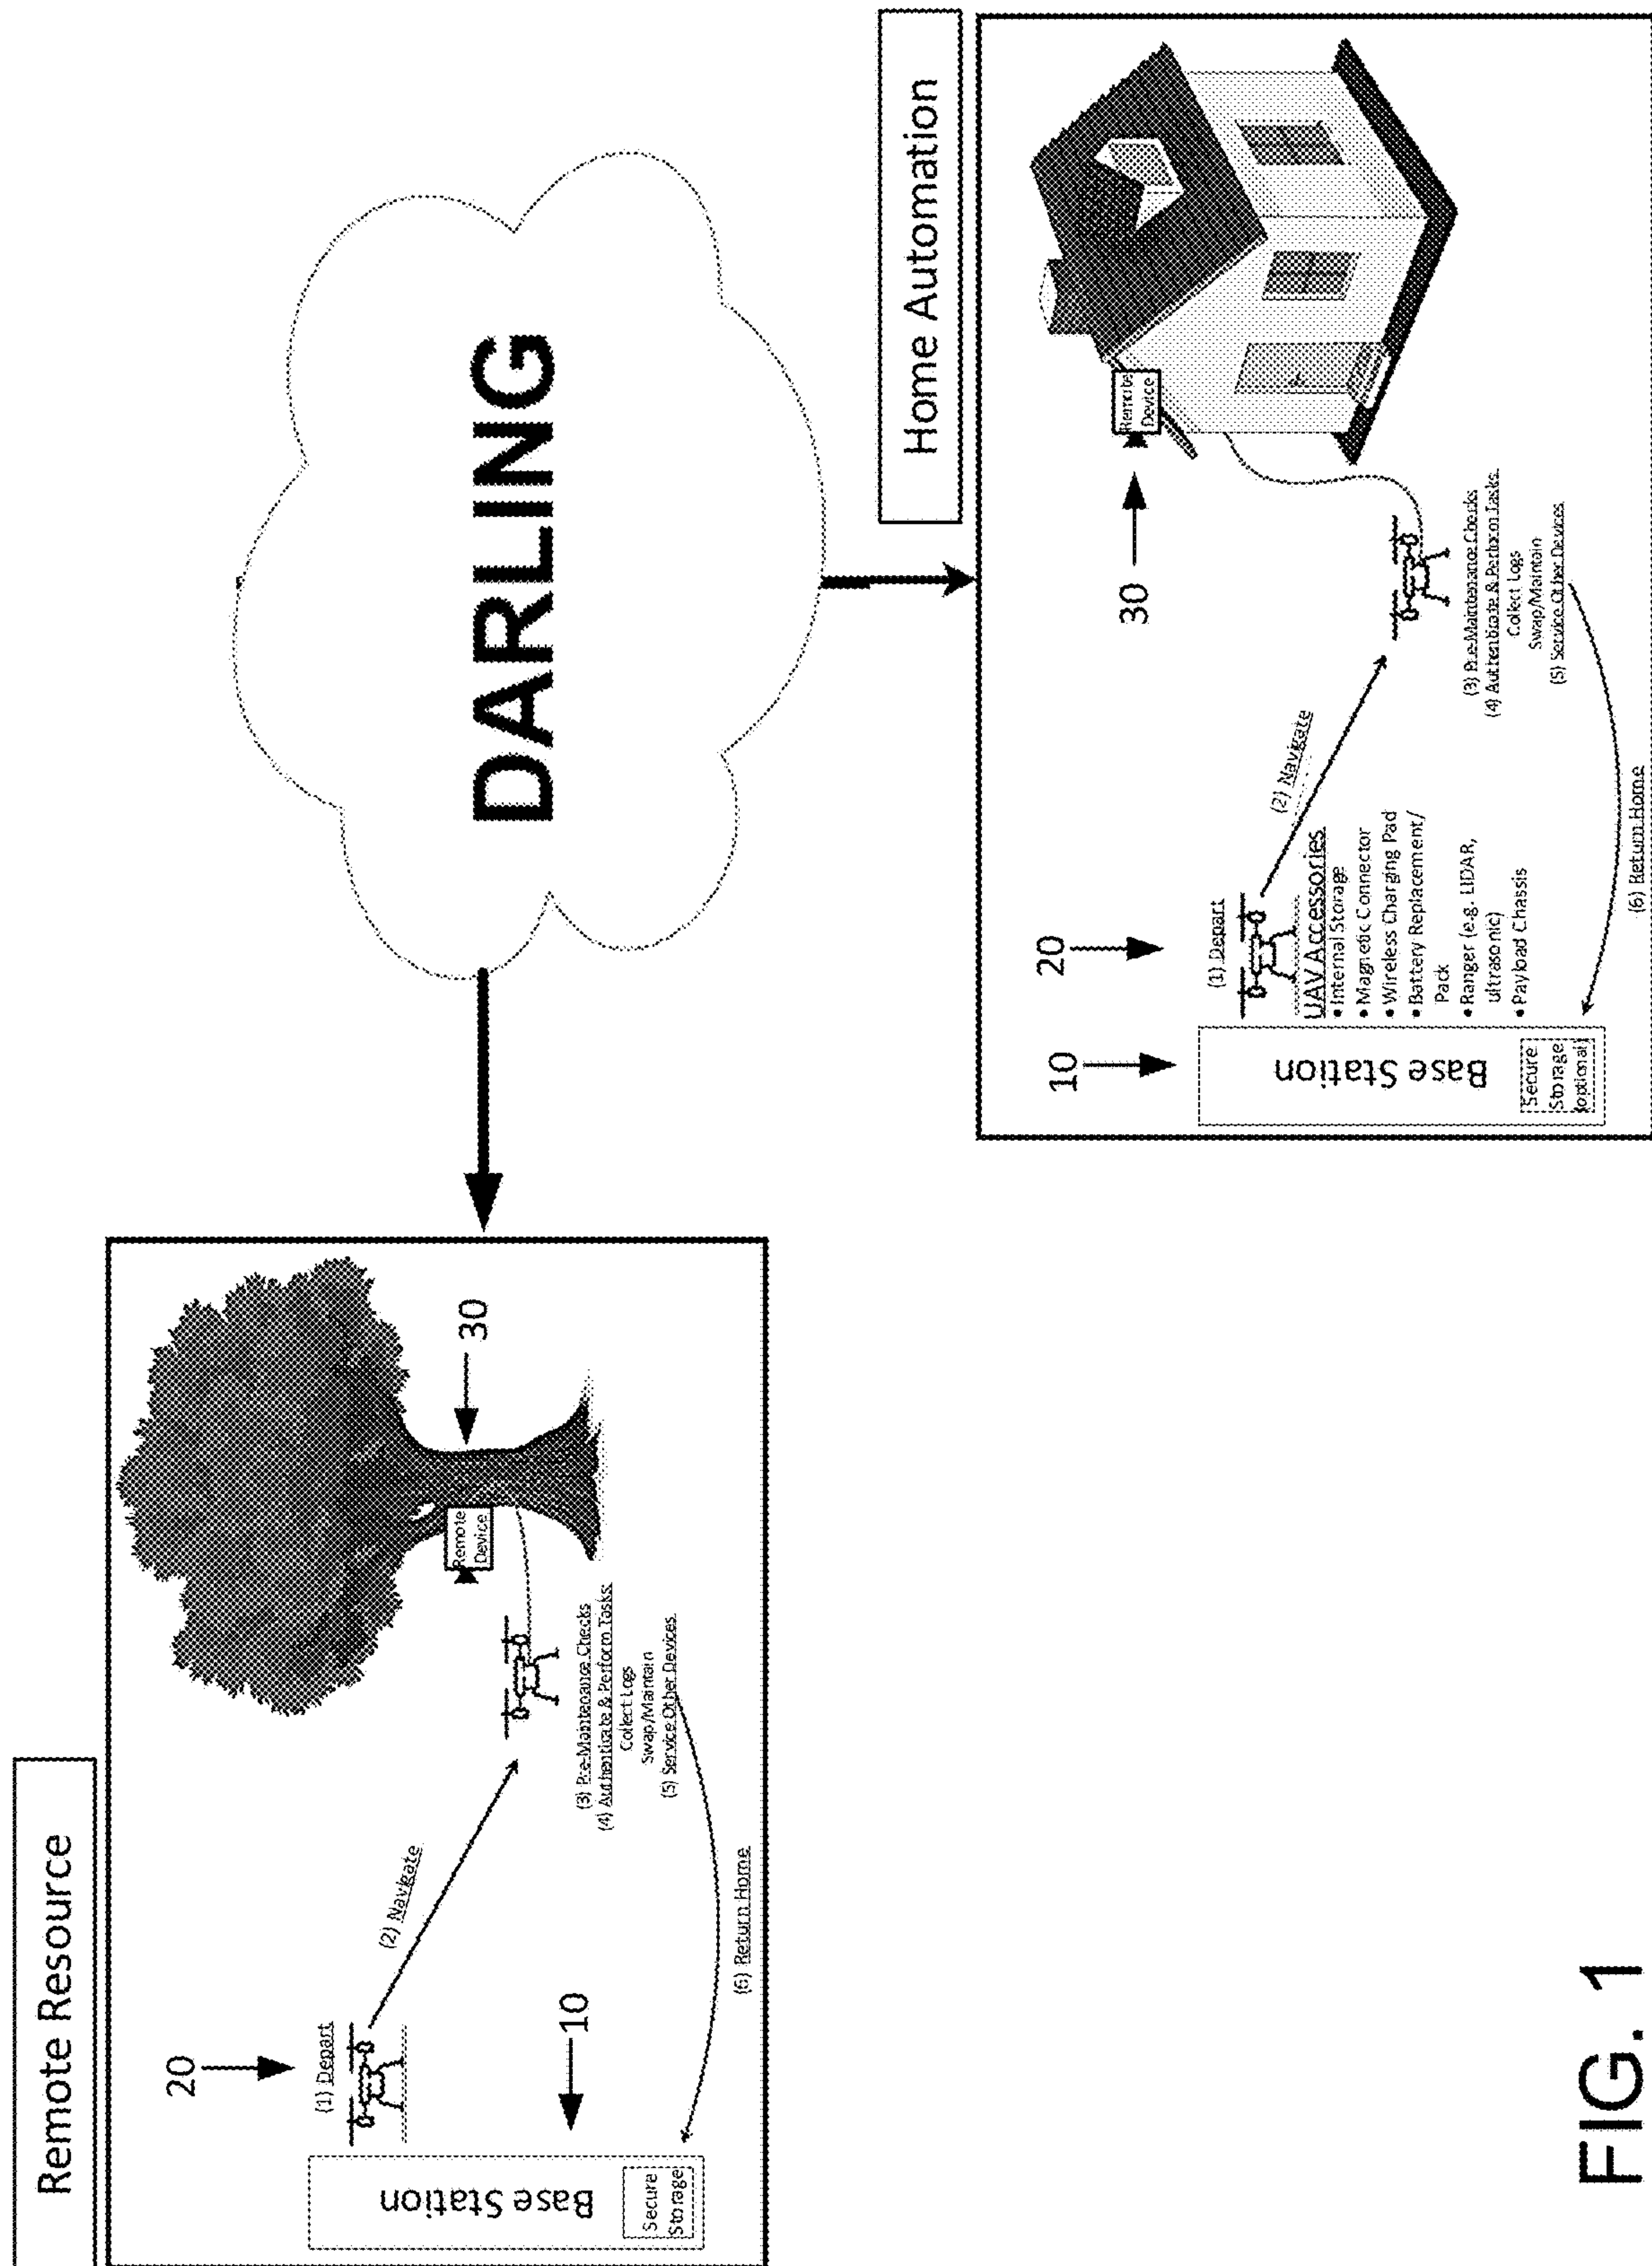 Remote Resource
20
(1) Depart
(2) Navigate
Base Station
Secure
Storage
10
Remote
Device
30
(3) Pre-Maintenance Checks
(4) Authenticate & Perform Tasks
Collect Logs
Swap/Maintain
(5) Service Other Devices
(6) Return Home
DARLING
Home Automation
10
20
(1) Depart
(2) Navigate
Base Station
Secure
Storage
(optional)
UAV Accessories
• Internal Storage
• Magnetic Connector
• Wireless Charging Pad
• Battery Replacement/
Pack
• Ranger (e.g. LIDAR,
ultrasonic)
• Payload Chassis
30
Remote
Device
(3) Pre-Maintenance Checks
(4) Authenticate & Perform Tasks
Collect Logs
Swap/Maintain
(5) Service Other Devices
(6) Return Home
FIG. 1